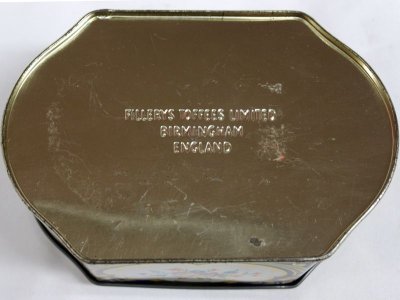 FILLERYS TOFFEES LIMITED
BIRMINGHAM
ENGLAND